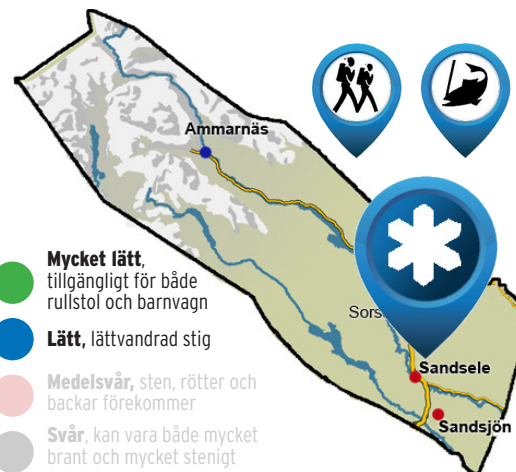 Ammarnäs
Mycket lätt,
tillgängligt för både
rullstol och barnvagn
Lätt, lättvandrad stig
Medelsvår, sten, rötter och
backar förekommer
Svår, kan vara både mycket
brant och mycket stenigt
Sorse
Sandsele
Sandsjön